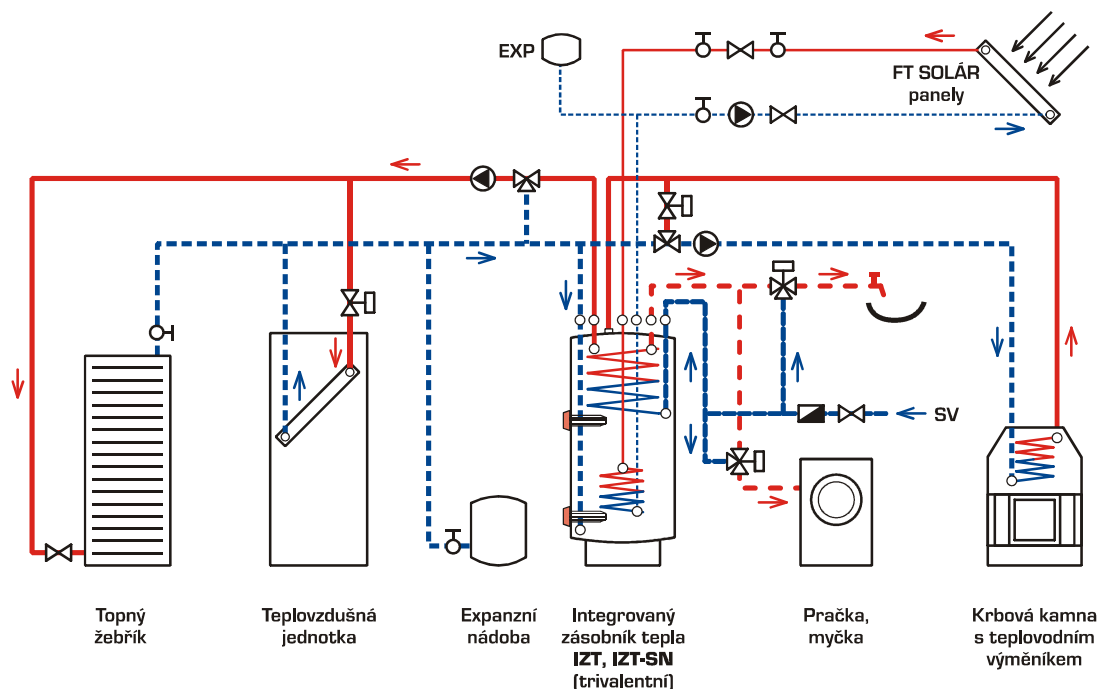 EXP
FT SOLÁR
panely
SV
Topný
žebřík
Teplovzdušná
jednotka
Expanzní
nádoba
Integrovaný
zásobník tepla
IZT, IZT-SN
(trivalentní)
Pračka,
myčka
Krbová kamna
s teplovodním
výměníkem